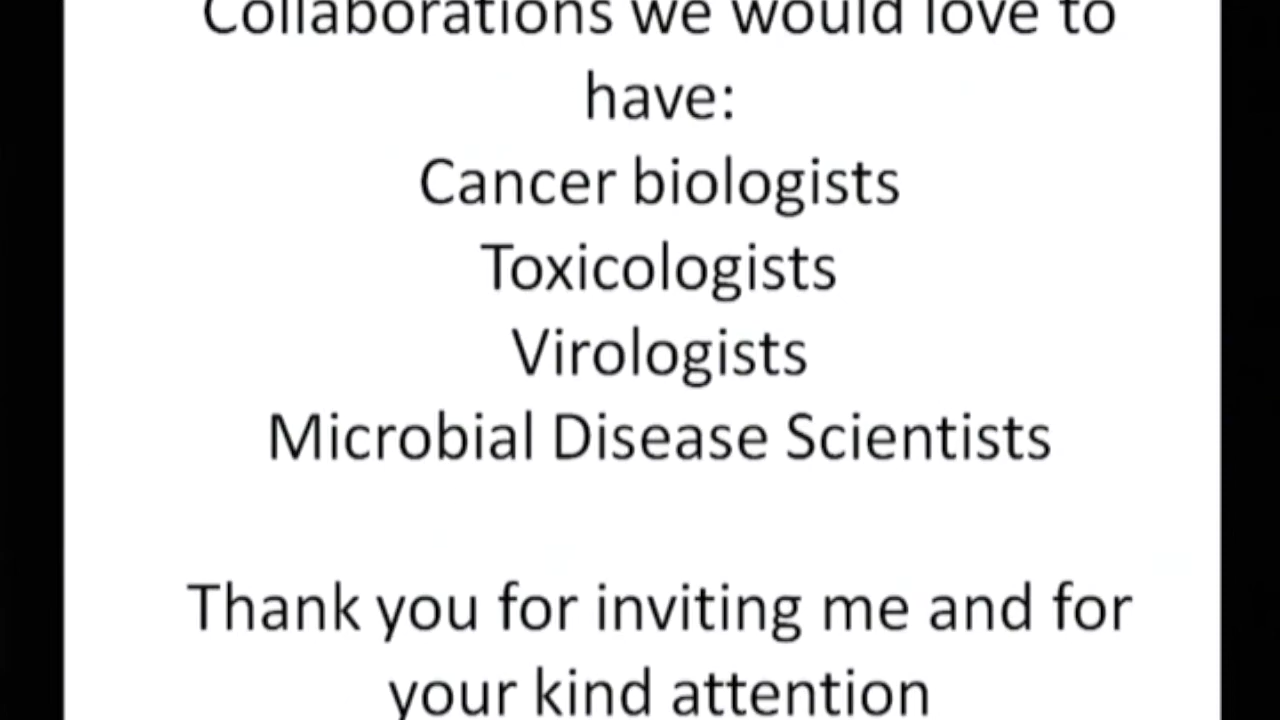 Collaborations we would love to
have:
Cancer biologists
Toxicologists
Virologists
Microbial Disease Scientists
Thank you for inviting me and for
your kind attention